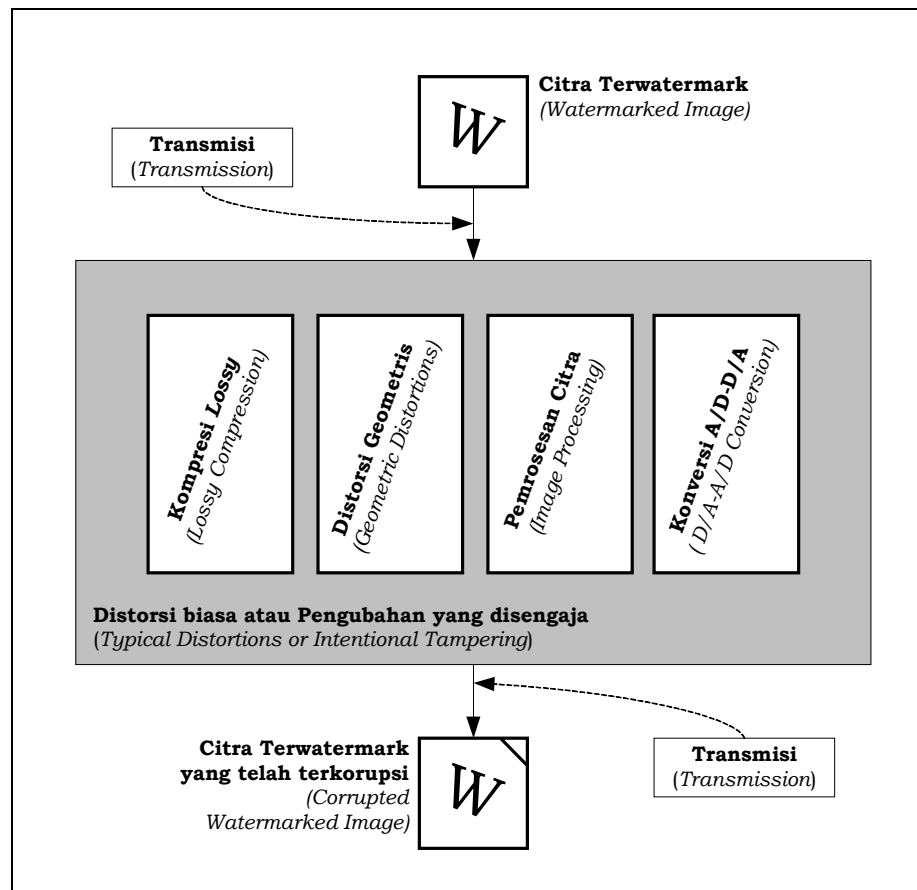 Citra Terwatermark
(Watermarked Image)
W
Transmisi
(Transmission)
Kompresi Lossy
(Lossy Compression)
Distorsi Geometris
(Geometric Distortions)
Pemrosesan Citra
(Image Processing)
Konversi A/D-D/A
( D/A-A/D Conversion)
Distorsi biasa atau Pengubahan yang disengaja
(Typical Distortions or Intentional Tampering)
Citra Terwatermark
yang telah terkorupsi
(Corrupted
Watermarked Image)
W
Transmisi
(Transmission)